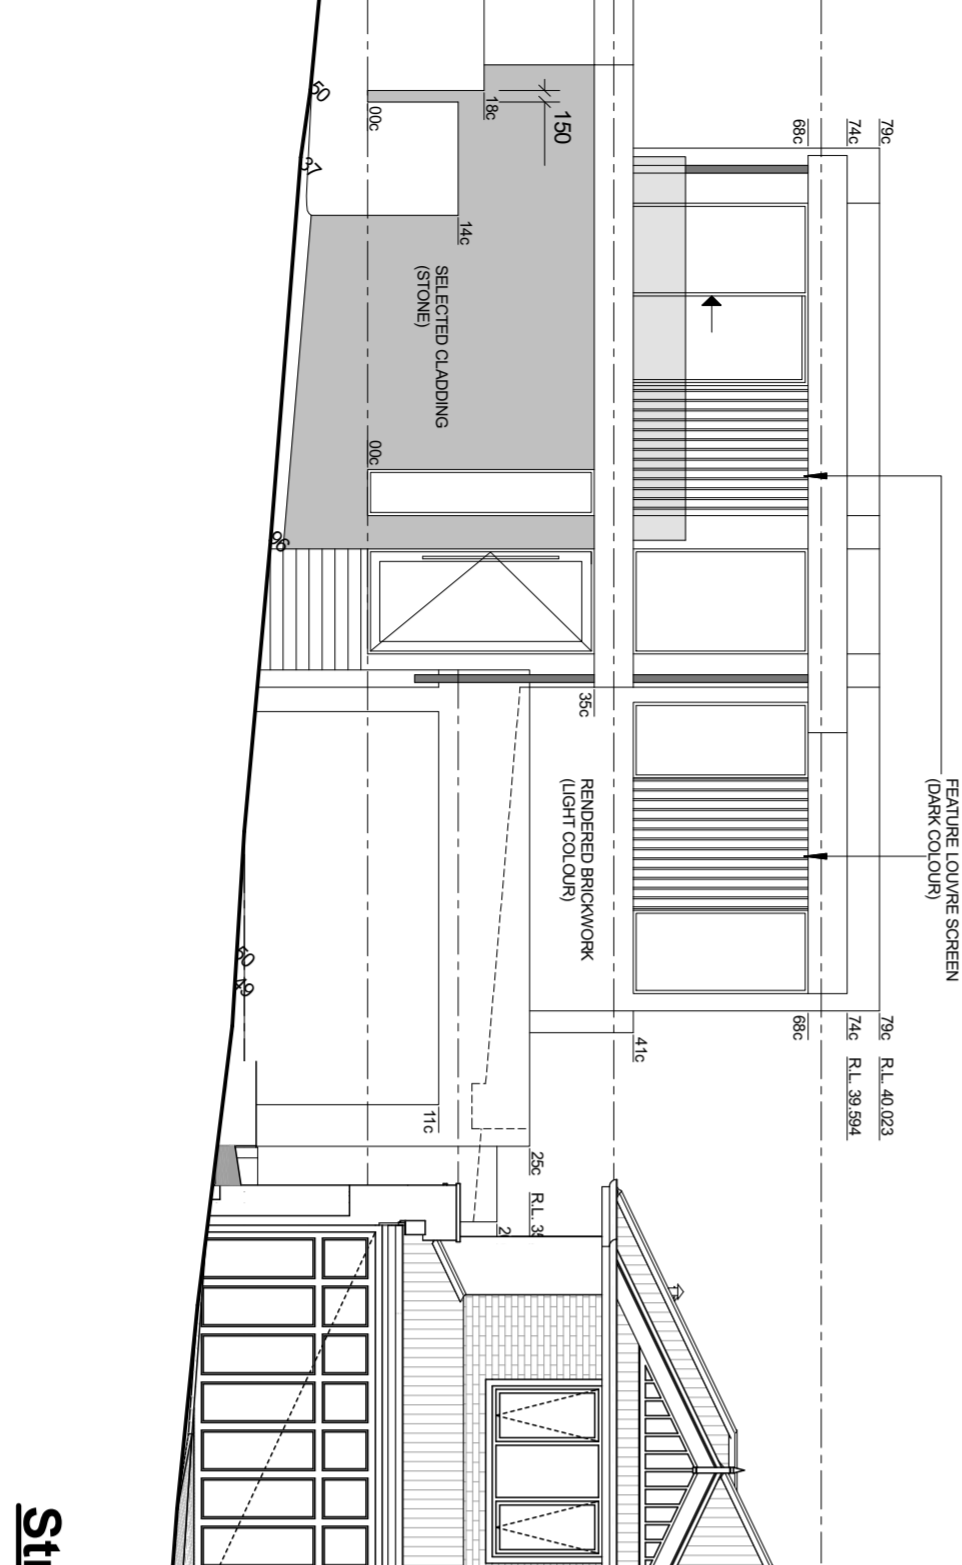 79c
74c
68c
FEATURE LOUVRE SCREEN
(DARK COLOUR)
79c R.L. 40.023
74c R.L. 39.594
68c
150
18c
00c
14c
SELECTED CLADDING
(STONE)
00c
35c
RENDERED BRICKWORK
(LIGHT COLOUR)
41c
25c R.L.
11c
50
37
96
50
49